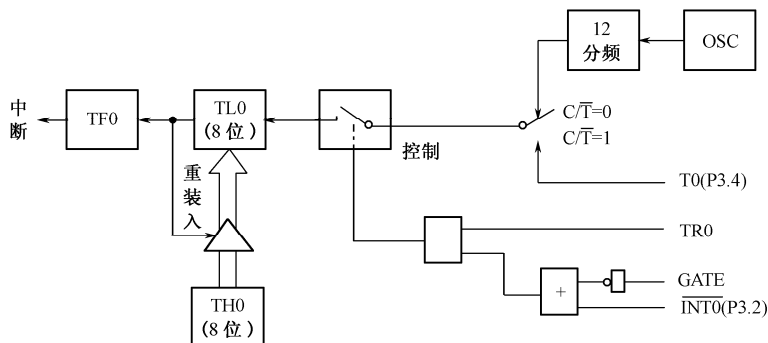 12
分频
OSC
中断
TF0
TL0
(8位)
C/T̅=0
C/T̅=1
控制
重装入
T0(P3.4)
TR0
TH0
(8位)
+
GATE
I̅N̅T̅0̅(P3.2)